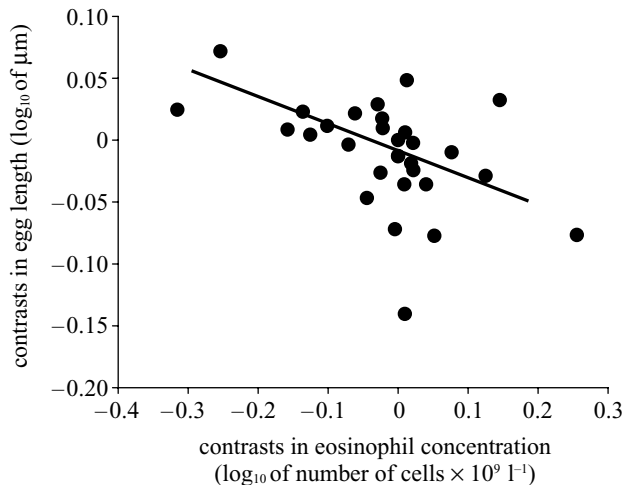 contrasts in egg length (log₁₀ of μm)
0.10
0.05
0
−0.05
−0.10
−0.15
−0.20
−0.4 −0.3 −0.2 −0.1 0 0.1 0.2 0.3
contrasts in eosinophil concentration
(log₁₀ of number of cells × 10⁹ l⁻¹)